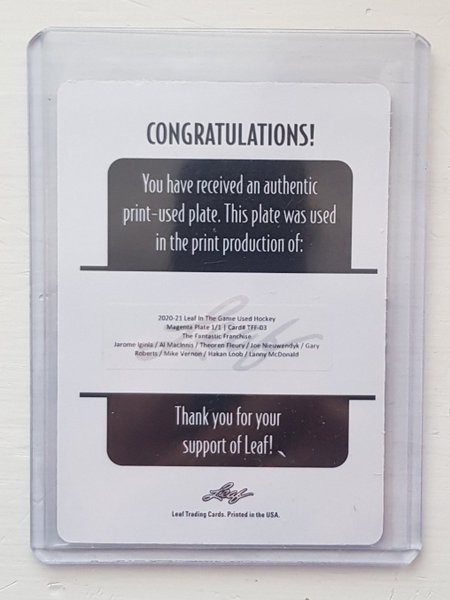 CONGRATULATIONS!
You have received an authentic
print-used plate. This plate was used
in the print production of:
2020-21 Leaf In The Game Used Hockey
Magenta Plate 1/1 | Card# TFF-03
The Fantastic Franchise
Jarome Iginla / Al MacInnis / Theoren Fleury / Joe Nieuwendyk / Gary
Roberts / Mike Vernon / Hakan Loob / Lanny McDonald
Thank you for your
support of Leaf!
Leaf
Leaf Trading Cards. Printed in the USA.